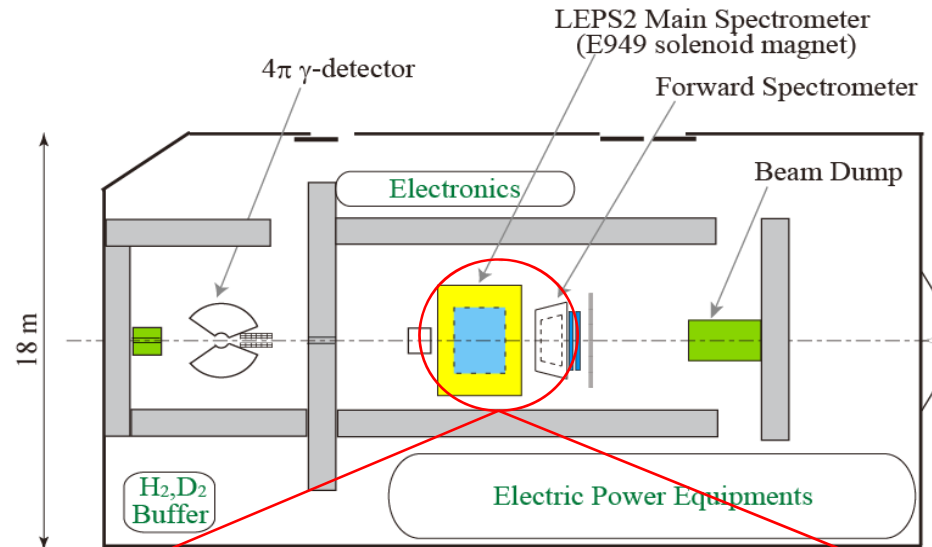 LEPS2 Main Spectrometer
(E949 solenoid magnet)
4π γ-detector
Forward Spectrometer
Beam Dump
Electronics
18 m
H₂,D₂
Buffer
Electric Power Equipments